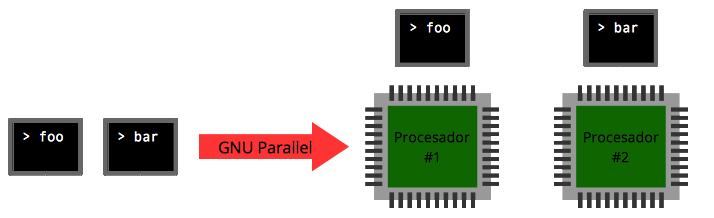 > foo
> bar
GNU Parallel
> foo
Procesador
#1
> bar
Procesador
#2